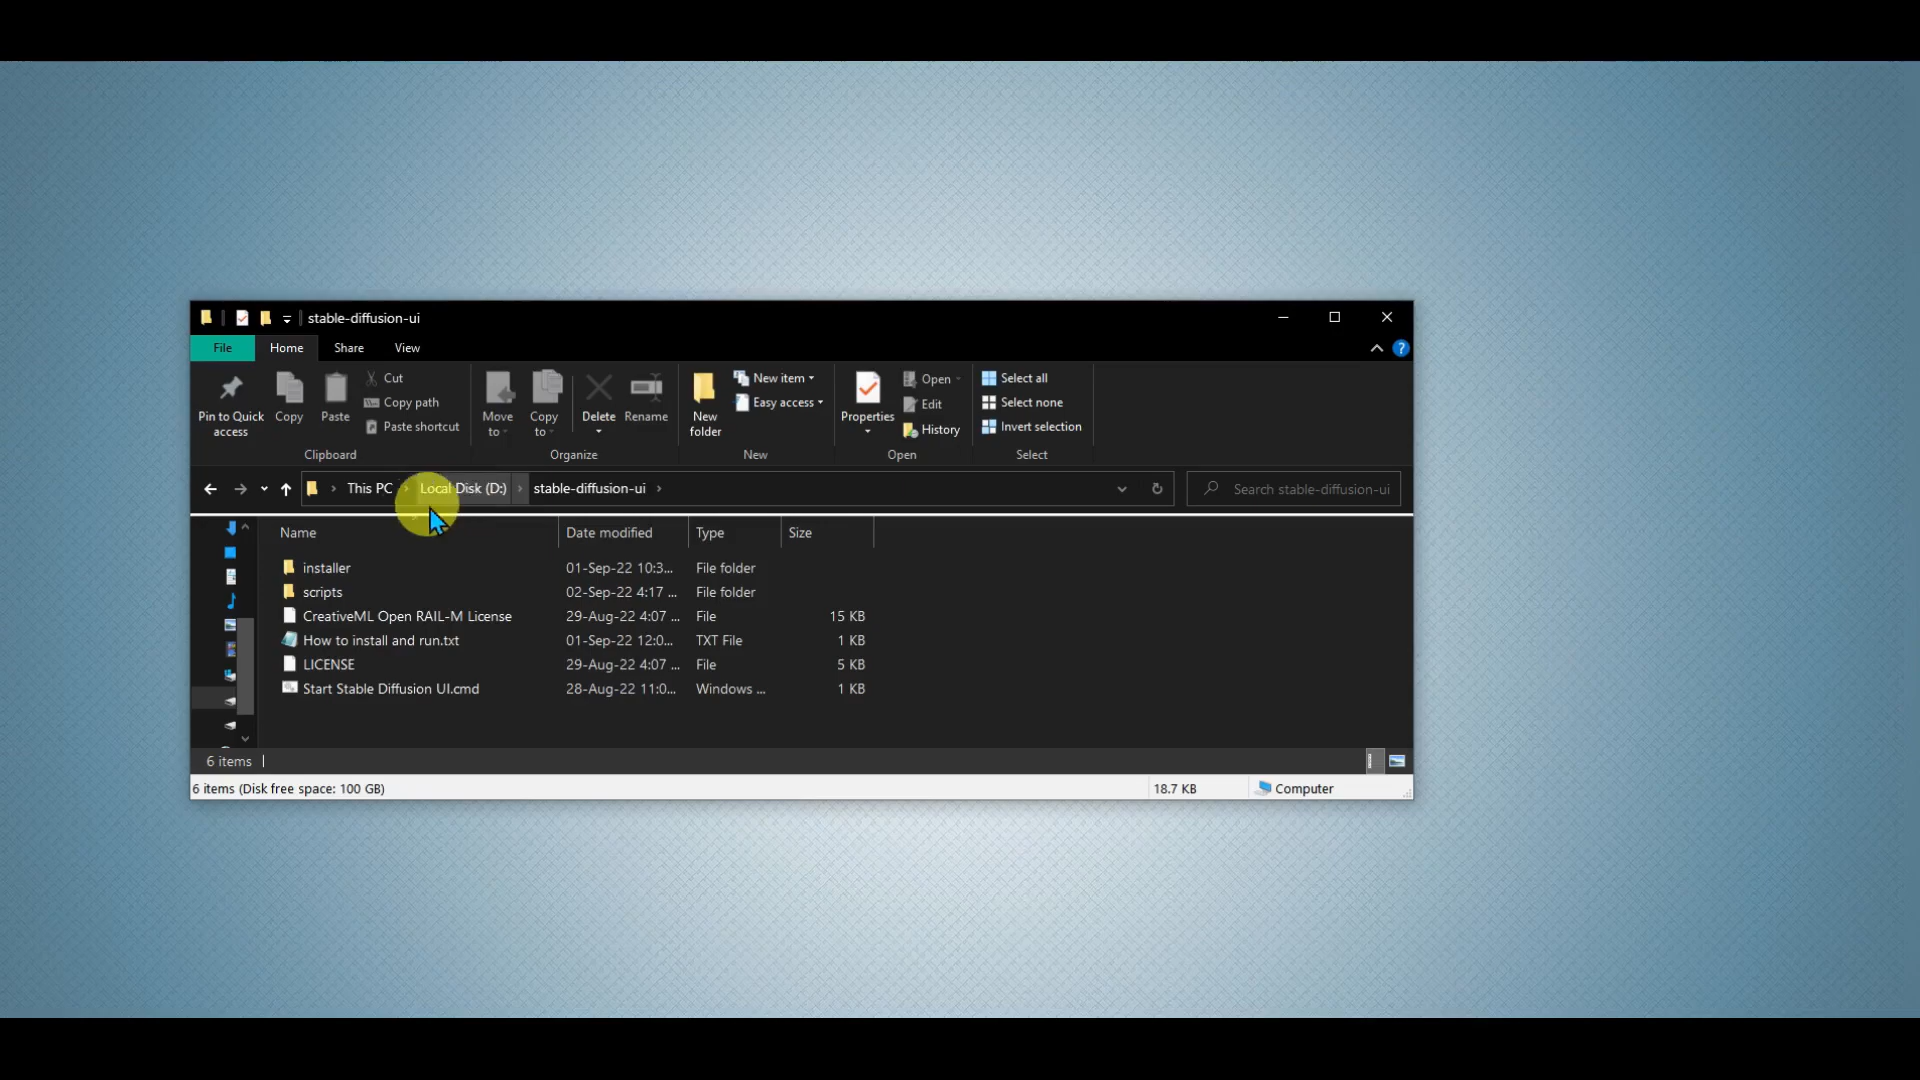 stable-diffusion-ui
File Home Share View
Pin to Quick access
Copy
Paste
Cut
Copy path
Paste shortcut
Clipboard
Move to
Copy to
Delete
Rename
Organize
New folder
New item
Easy access
New
Properties
Open
Edit
History
Open
Select all
Select none
Invert selection
Select
This PC Local Disk (D:) stable-diffusion-ui
Search stable-diffusion-ui
Name Date modified Type Size
installer 01-Sep-22 10:3... File folder
scripts 02-Sep-22 4:17 ... File folder
CreativeML Open RAIL-M License 29-Aug-22 4:07 ... File 15 KB
How to install and run.txt 01-Sep-22 12:0... TXT File 1 KB
LICENSE 29-Aug-22 4:07 ... File 5 KB
Start Stable Diffusion UI.cmd 28-Aug-22 11:0... Windows ... 1 KB
6 items
6 items (Disk free space: 100 GB) 18.7 KB Computer